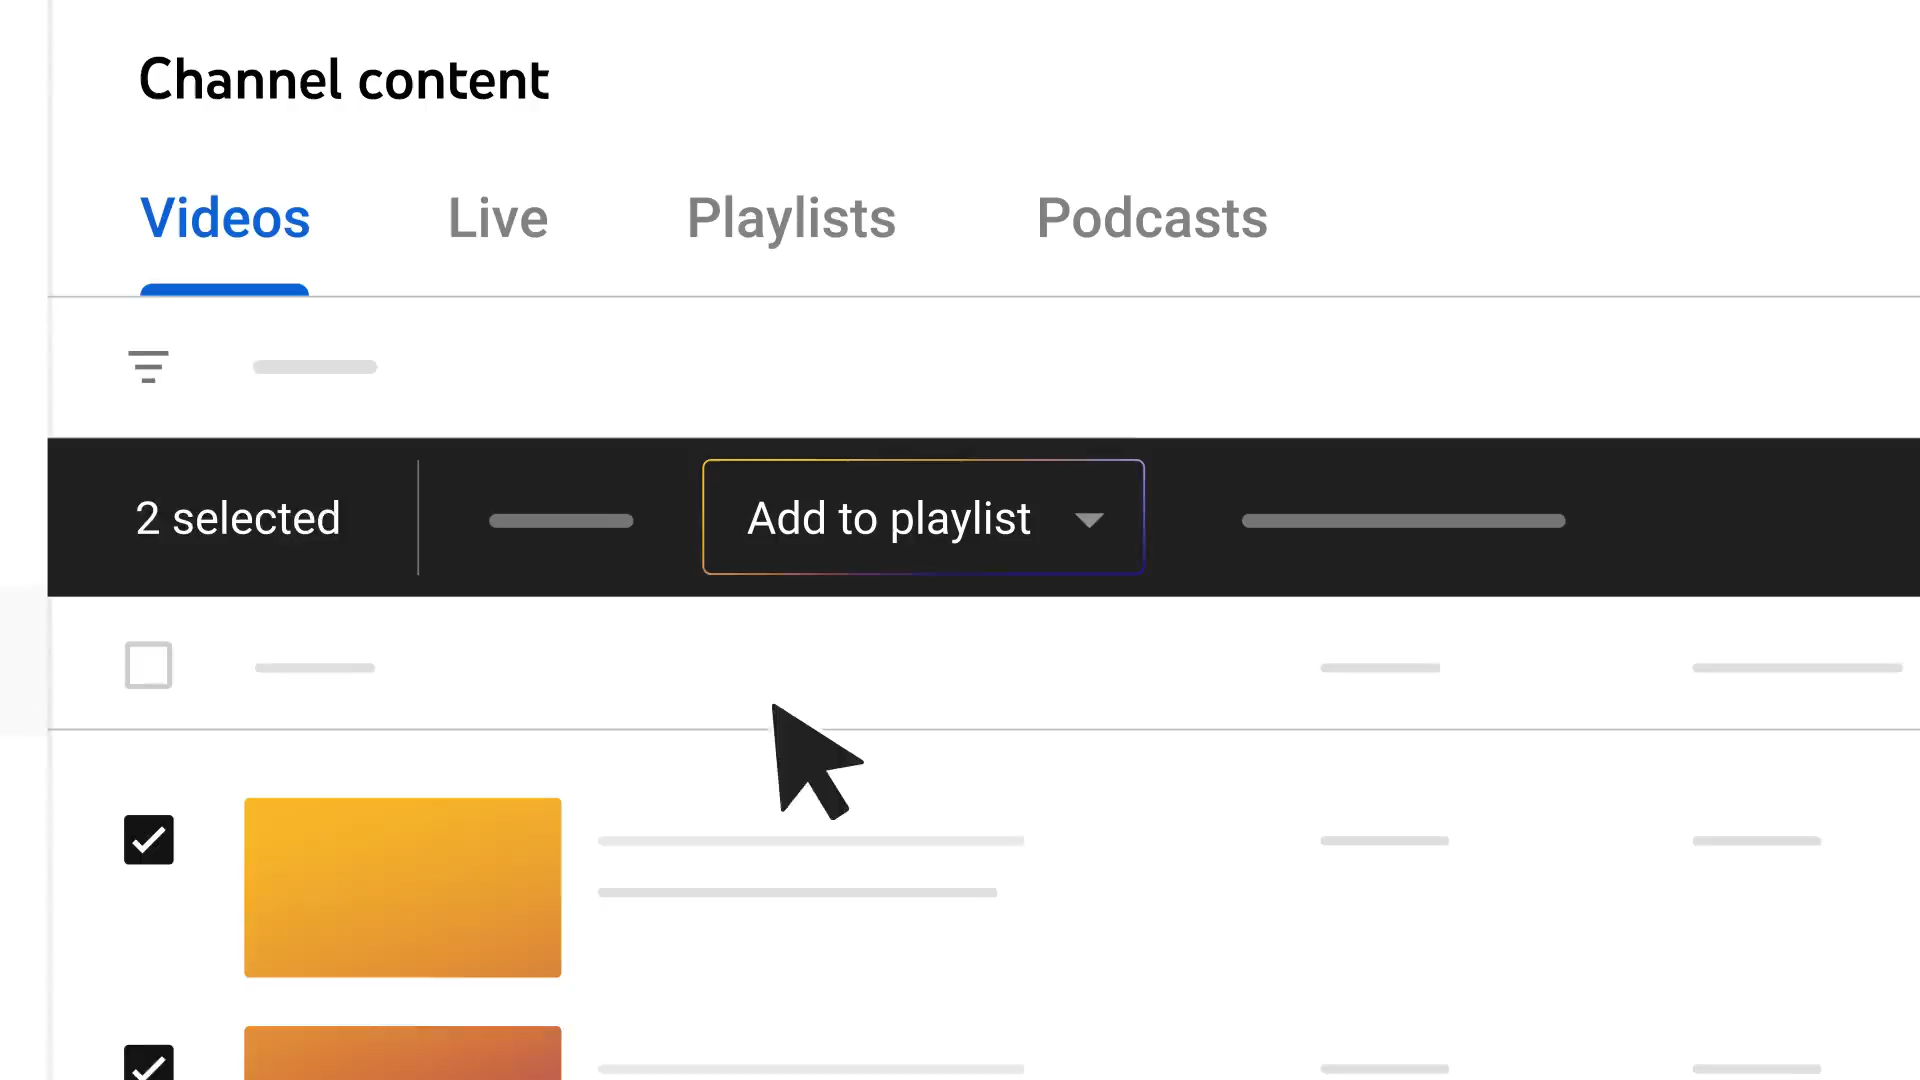 Channel content
Videos Live Playlists Podcasts
2 selected Add to playlist